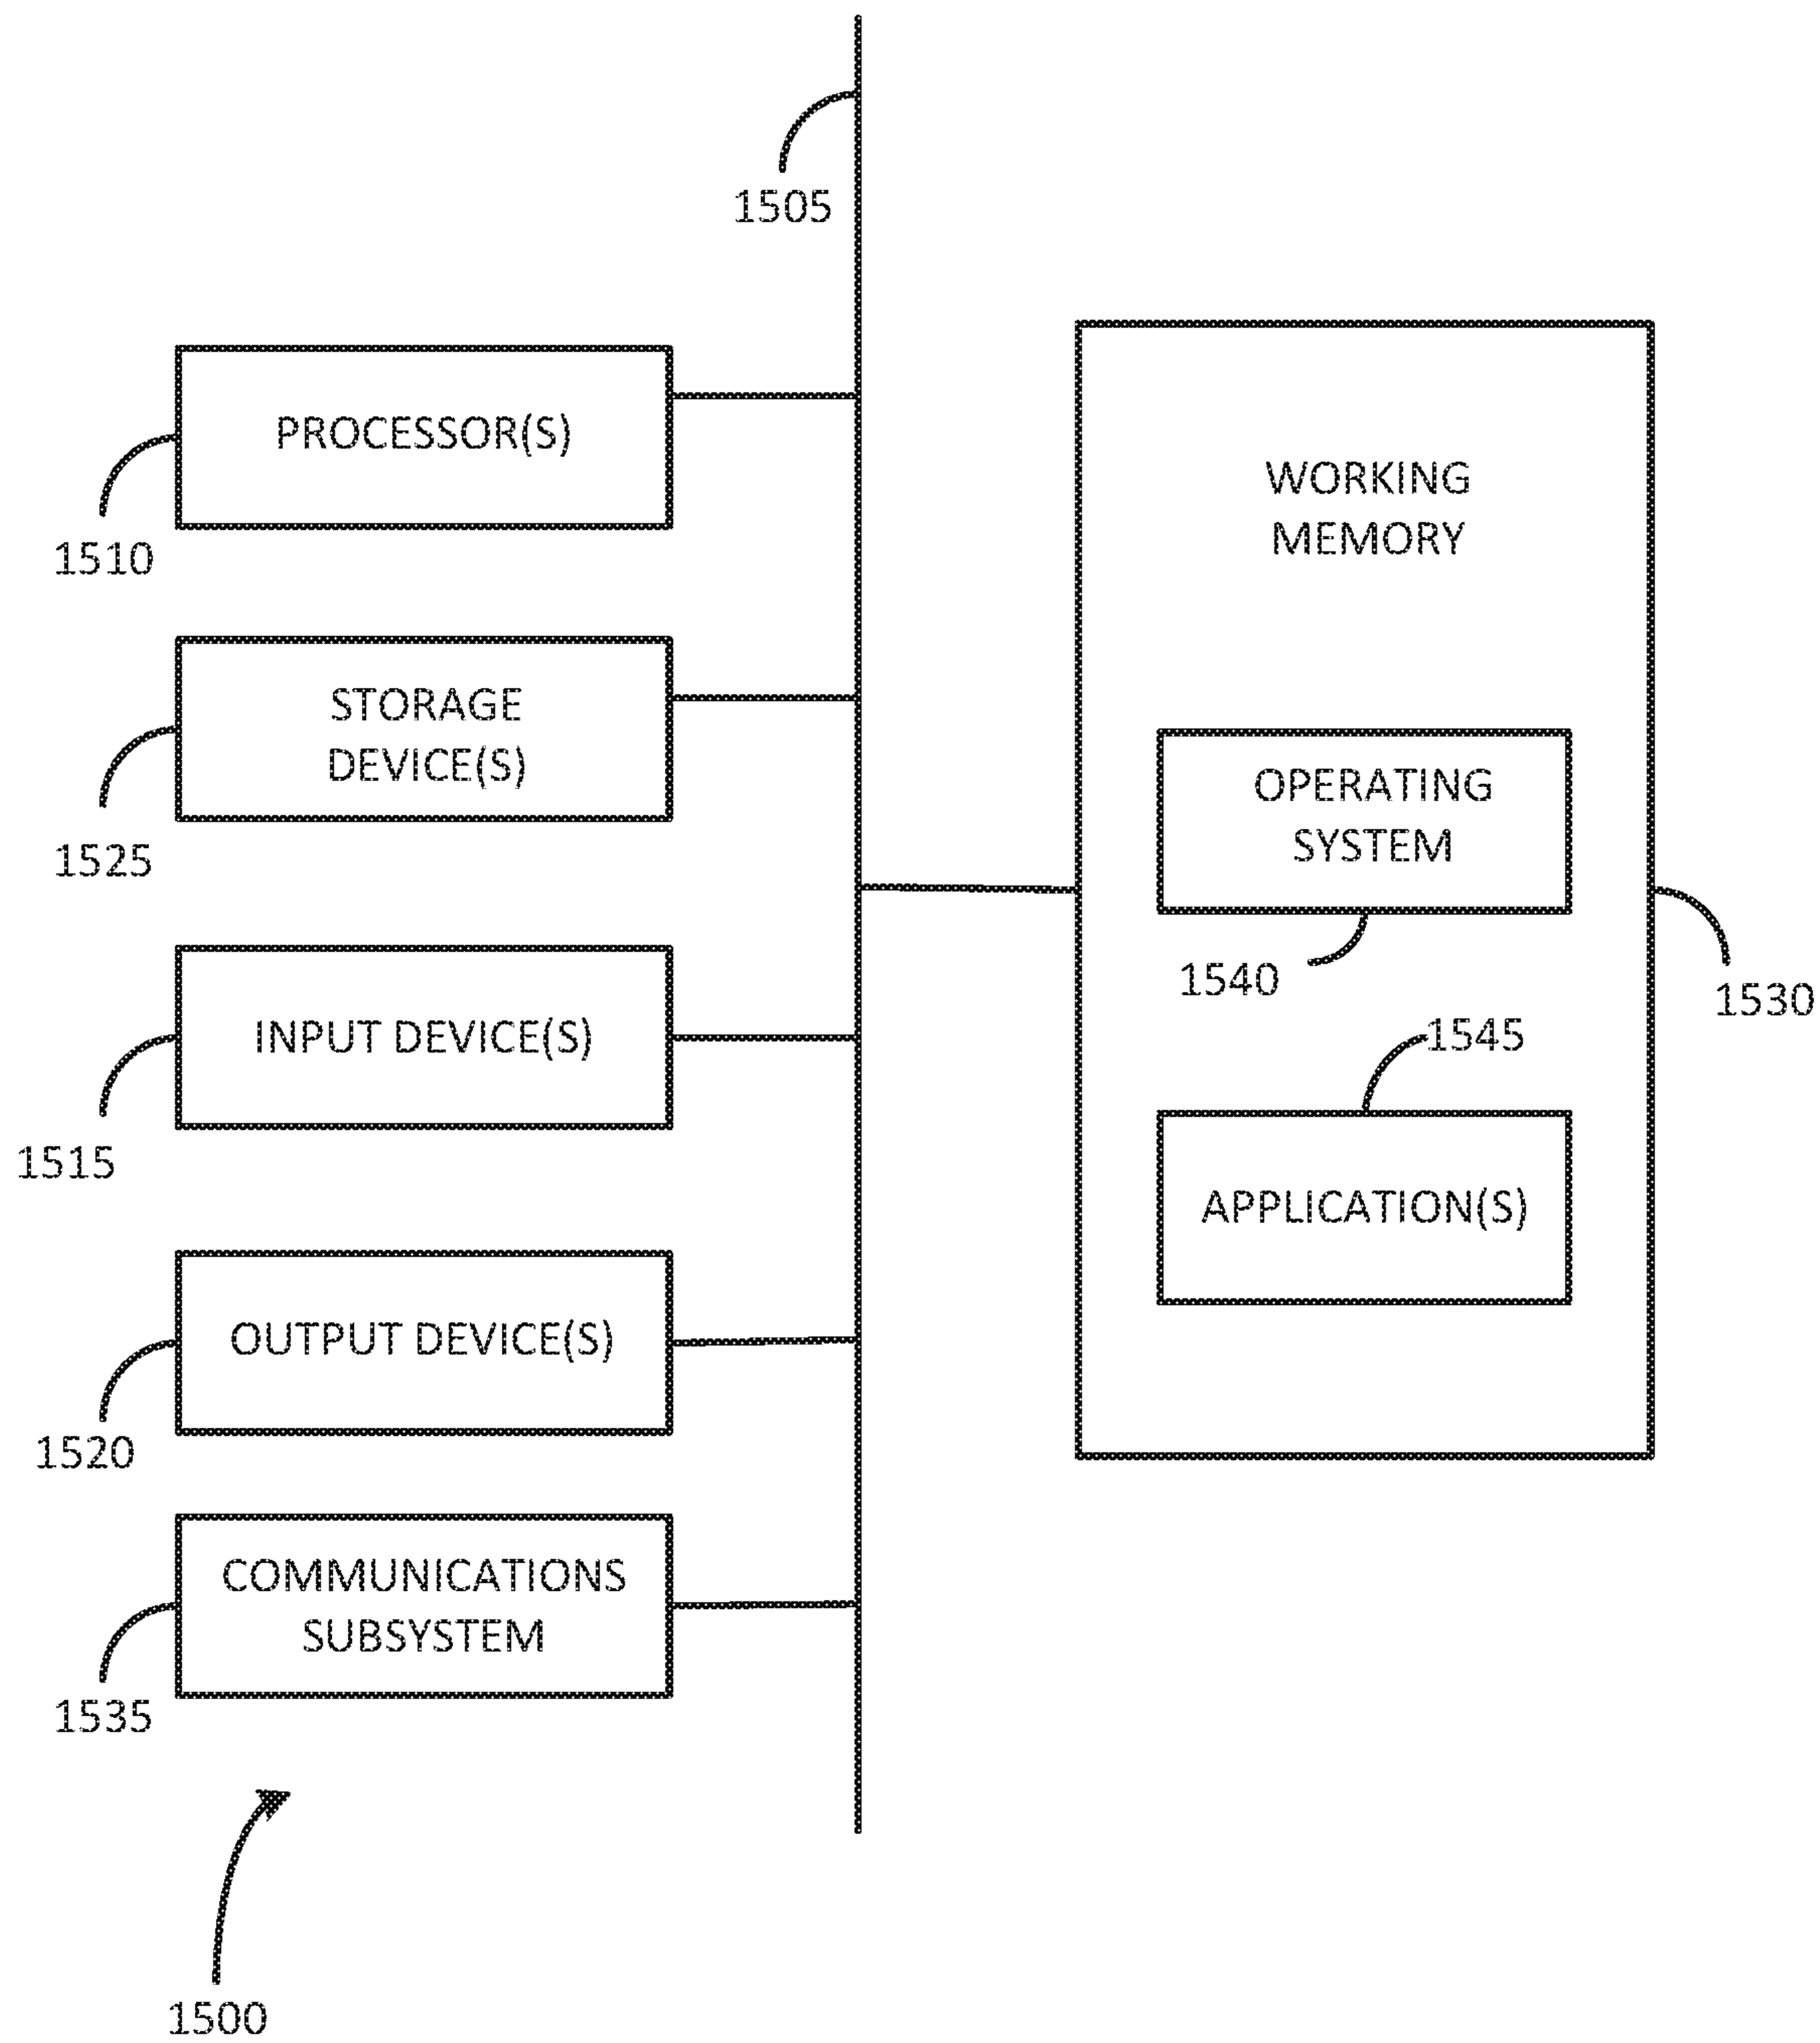 1505
PROCESSOR(S)
1510
STORAGE
DEVICE(S)
1525
INPUT DEVICE(S)
1515
OUTPUT DEVICE(S)
1520
COMMUNICATIONS
SUBSYSTEM
1535
1500
WORKING
MEMORY
OPERATING
SYSTEM
1540
1530
1545
APPLICATION(S)